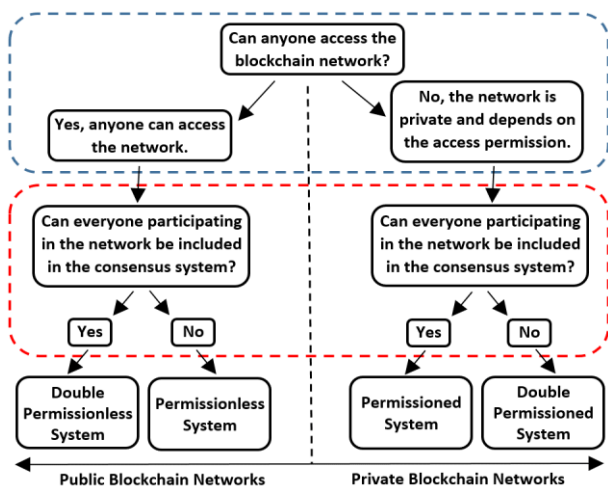 Can anyone access the
blockchain network?
Yes, anyone can access
the network.
No, the network is
private and depends on
the access permission.
Can everyone participating
in the network be included
in the consensus system?
Can everyone participating
in the network be included
in the consensus system?
Yes
No
Yes
No
Double
Permissionless
System
Permissionless
System
Permissioned
System
Double
Permissioned
System
Public Blockchain Networks
Private Blockchain Networks